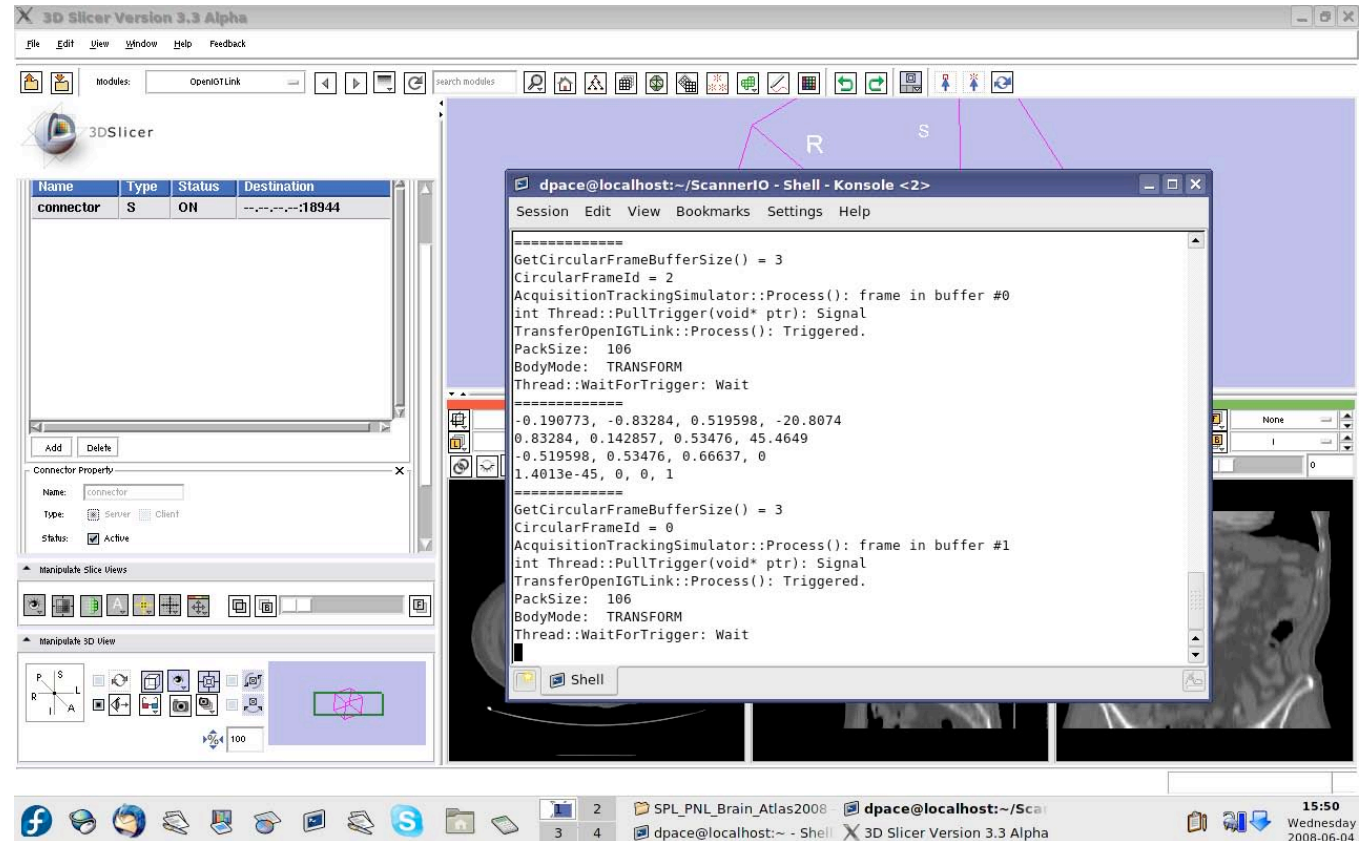 3D Slicer Version 3.3 Alpha
File Edit View Window Help Feedback
Modules: OpenIGTLink search modules
3DSlicer
R S
Name Type Status Destination
connector S ON --.--.--.--:18944
Add Delete
Connector Property
Name: connector
Type: Server Client
Status: Active
Manipulate Slice Views
Manipulate 3D View
P S
R L
I A
% 100
dpace@localhost:~/ScannerIO - Shell - Konsole <2>
Session Edit View Bookmarks Settings Help
=============
GetCircularFrameBufferSize() = 3
CircularFrameId = 2
AcquisitionTrackingSimulator::Process(): frame in buffer #0
int Thread::PullTrigger(void* ptr): Signal
TransferOpenIGTLink::Process(): Triggered.
PackSize: 106
BodyMode: TRANSFORM
Thread::WaitForTrigger: Wait
=============
-0.190773, -0.83284, 0.519598, -20.8074
0.83284, 0.142857, 0.53476, 45.4649
-0.519598, 0.53476, 0.66637, 0
1.4013e-45, 0, 0, 1
=============
GetCircularFrameBufferSize() = 3
CircularFrameId = 0
AcquisitionTrackingSimulator::Process(): frame in buffer #1
int Thread::PullTrigger(void* ptr): Signal
TransferOpenIGTLink::Process(): Triggered.
PackSize: 106
BodyMode: TRANSFORM
Thread::WaitForTrigger: Wait
Shell
None
I
0
1 2
3 4
SPL_PNL_Brain_Atlas2008 dpace@localhost:~/Sca
dpace@localhost:~ - Shell 3D Slicer Version 3.3 Alpha
15:50
Wednesday
2008-06-04